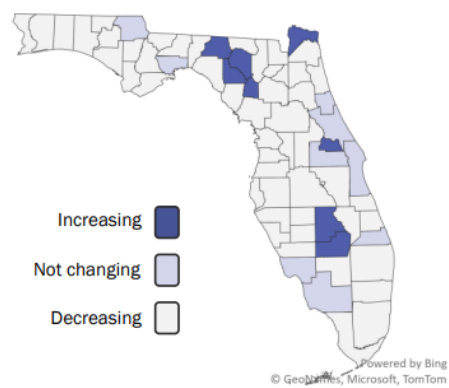 Increasing
Not changing
Decreasing
Powered by Bing
© GeoNames, Microsoft, TomTom